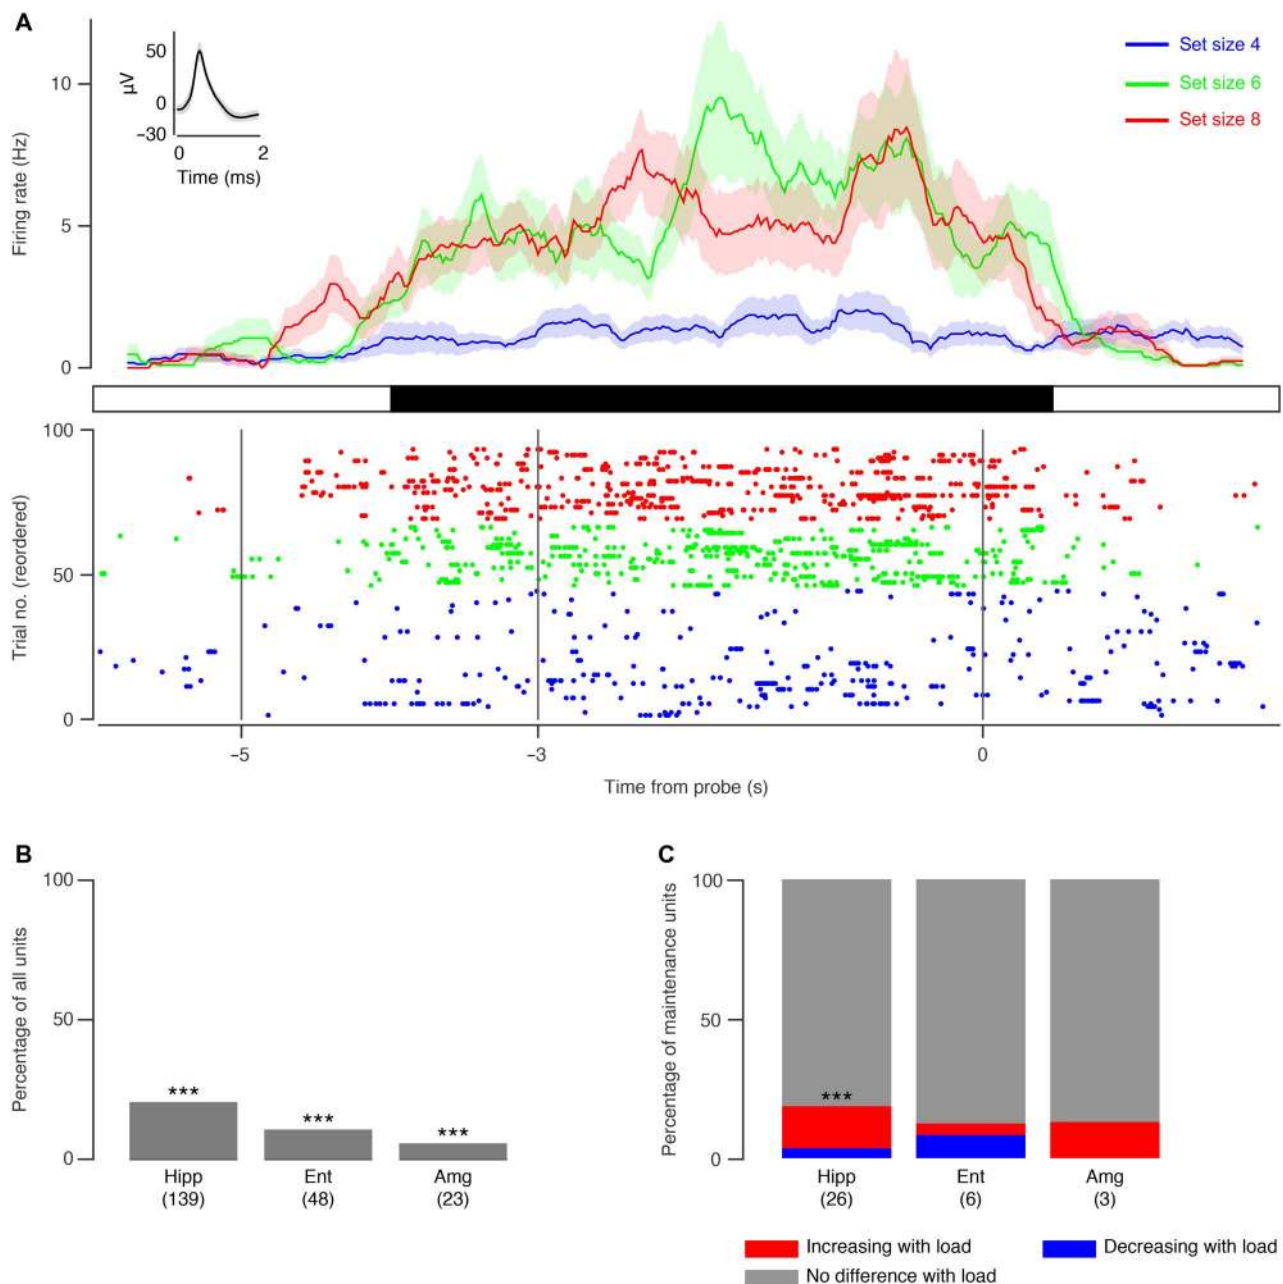 A
50
0
−30
µV
0
2
Time (ms)
Set size 4
Set size 6
Set size 8
10
5
0
Firing rate (Hz)
100
50
0
Trial no. (reordered)
−5
−3
0
Time from probe (s)
B
100
50
0
Percentage of all units
***
***
***
Hipp
Ent
Amg
(139)
(48)
(23)
C
100
50
0
Percentage of maintenance units
***
Hipp
Ent
Amg
(26)
(6)
(3)
Increasing with load
Decreasing with load
No difference with load